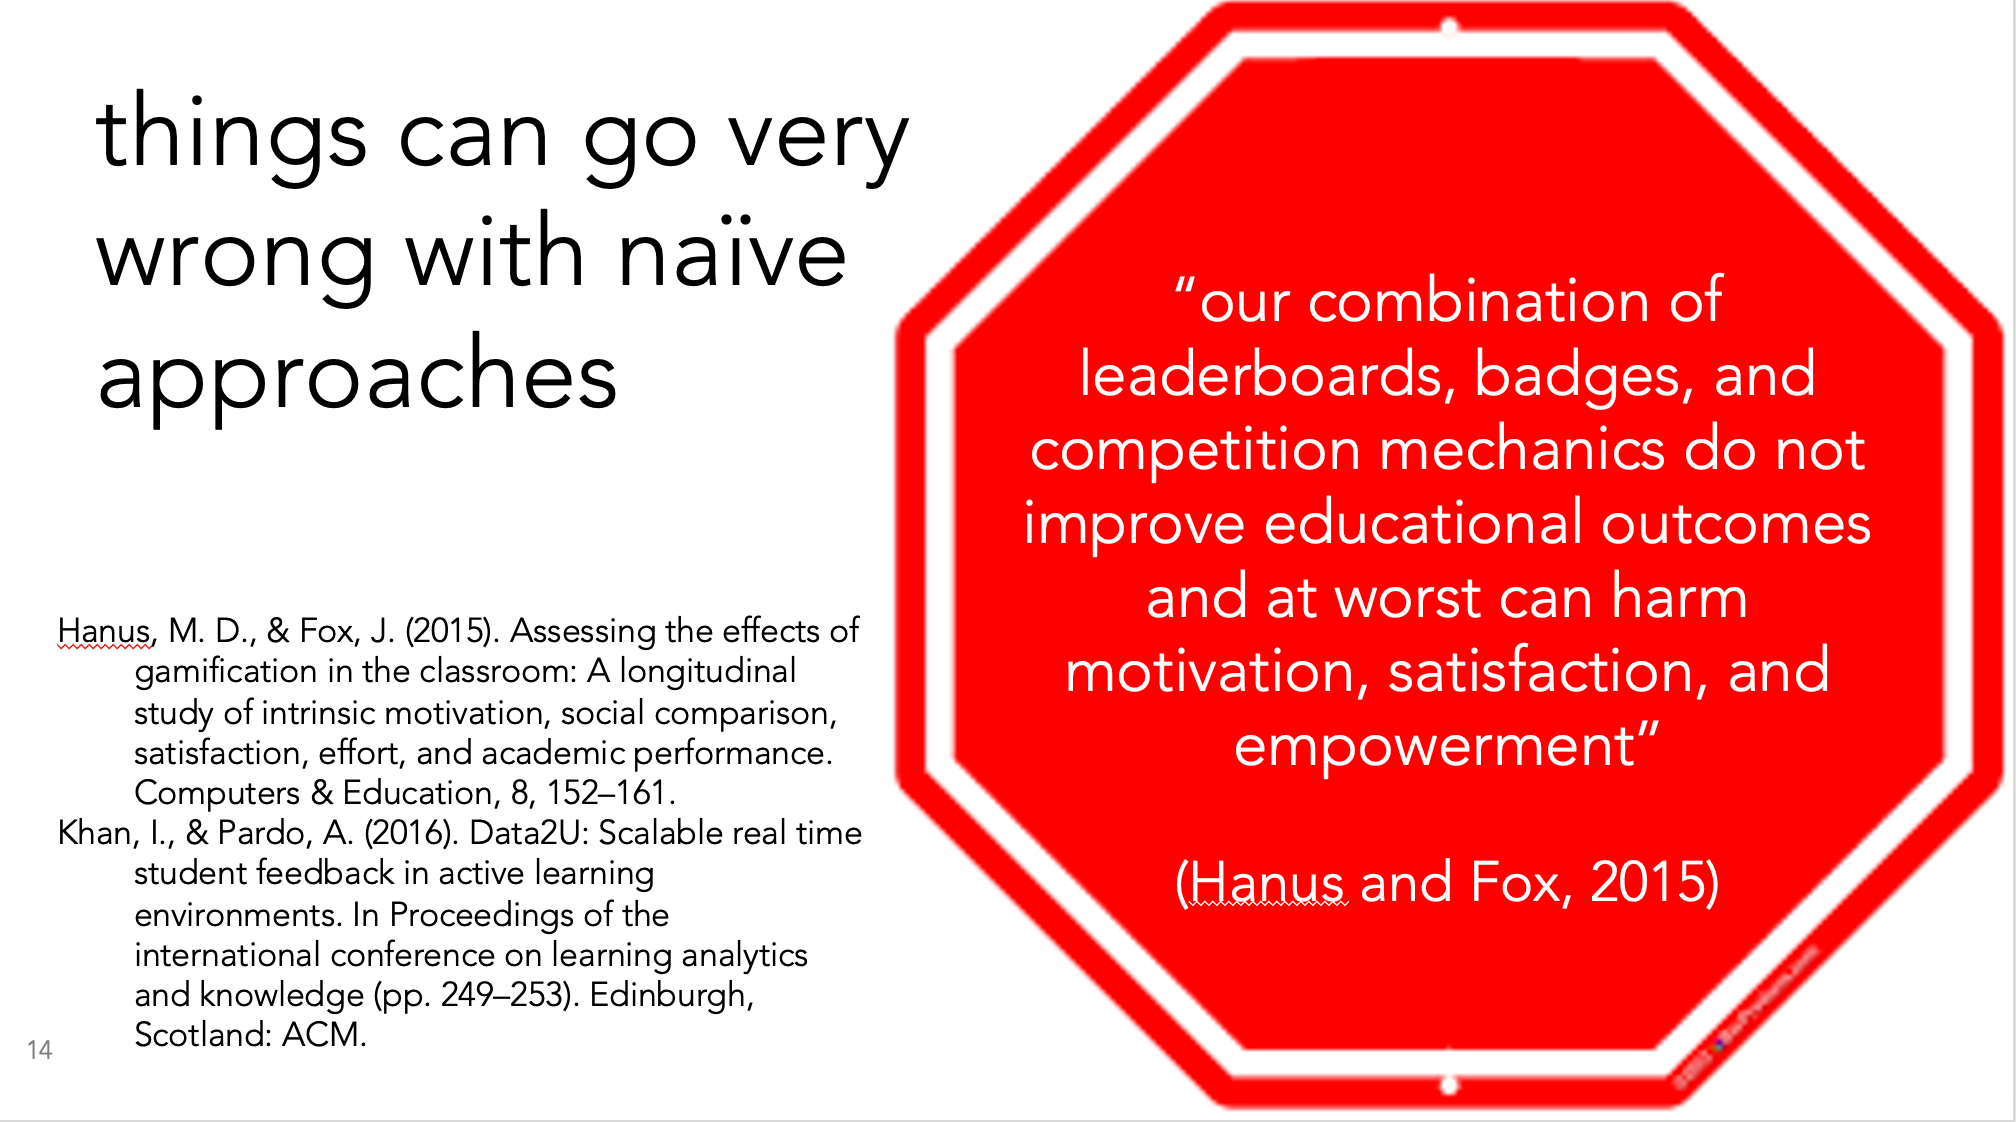 things can go very
wrong with naïve
approaches
“our combination of
leaderboards, badges, and
competition mechanics do not
improve educational outcomes
and at worst can harm
motivation, satisfaction, and
empowerment”
(Hanus and Fox, 2015)
Hanus, M. D., & Fox, J. (2015). Assessing the effects of
gamification in the classroom: A longitudinal
study of intrinsic motivation, social comparison,
satisfaction, effort, and academic performance.
Computers & Education, 8, 152–161.
Khan, I., & Pardo, A. (2016). Data2U: Scalable real time
student feedback in active learning
environments. In Proceedings of the
international conference on learning analytics
and knowledge (pp. 249–253). Edinburgh,
Scotland: ACM.
14